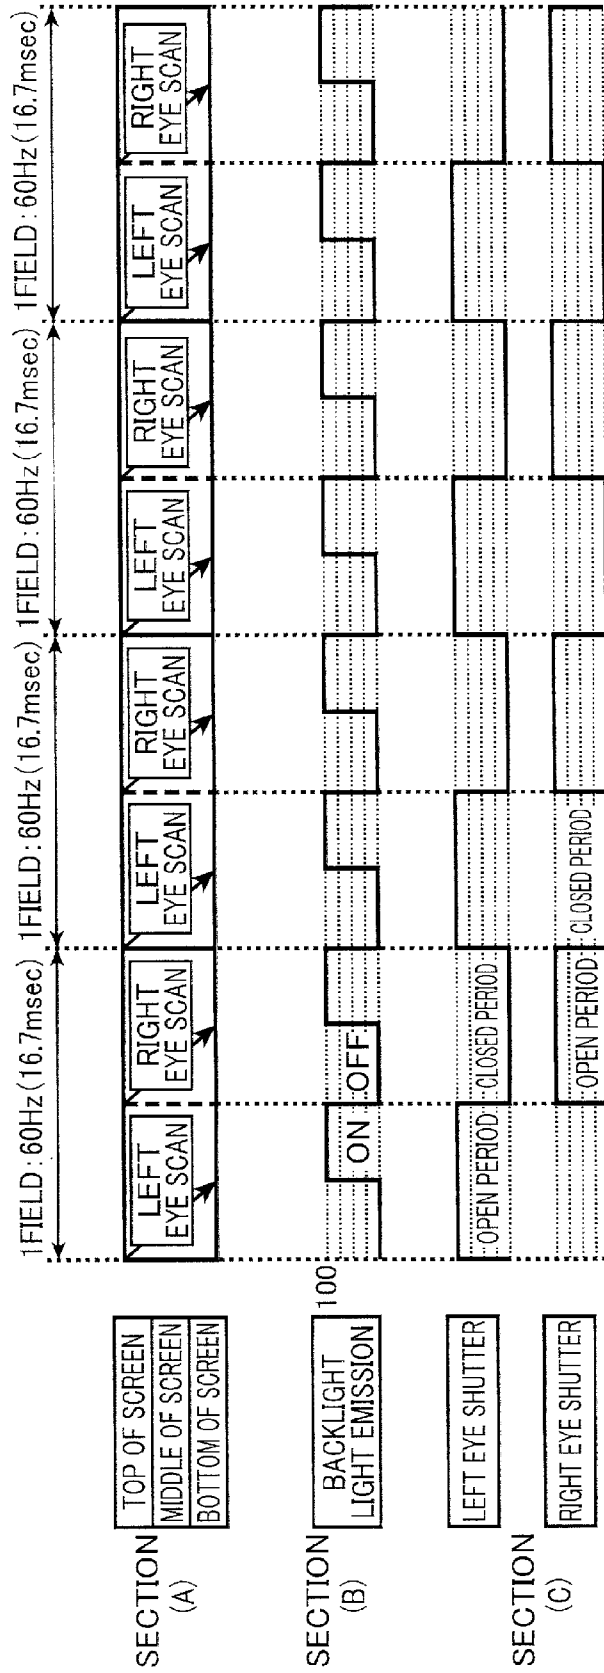 1FIELD:60Hz(16.7msec)
1FIELD:60Hz(16.7msec)
1FIELD:60Hz(16.7msec)
1FIELD:60Hz(16.7msec)
SECTION
(A)
TOP OF SCREEN
MIDDLE OF SCREEN
BOTTOM OF SCREEN
LEFT
EYE SCAN
RIGHT
EYE SCAN
LEFT
EYE SCAN
RIGHT
EYE SCAN
LEFT
EYE SCAN
RIGHT
EYE SCAN
LEFT
EYE SCAN
RIGHT
EYE SCAN
SECTION
(B)
BACKLIGHT
LIGHT EMISSION
100
ON
OFF
SECTION
(C)
LEFT EYE SHUTTER
OPEN PERIOD
CLOSED PERIOD
RIGHT EYE SHUTTER
OPEN PERIOD
CLOSED PERIOD